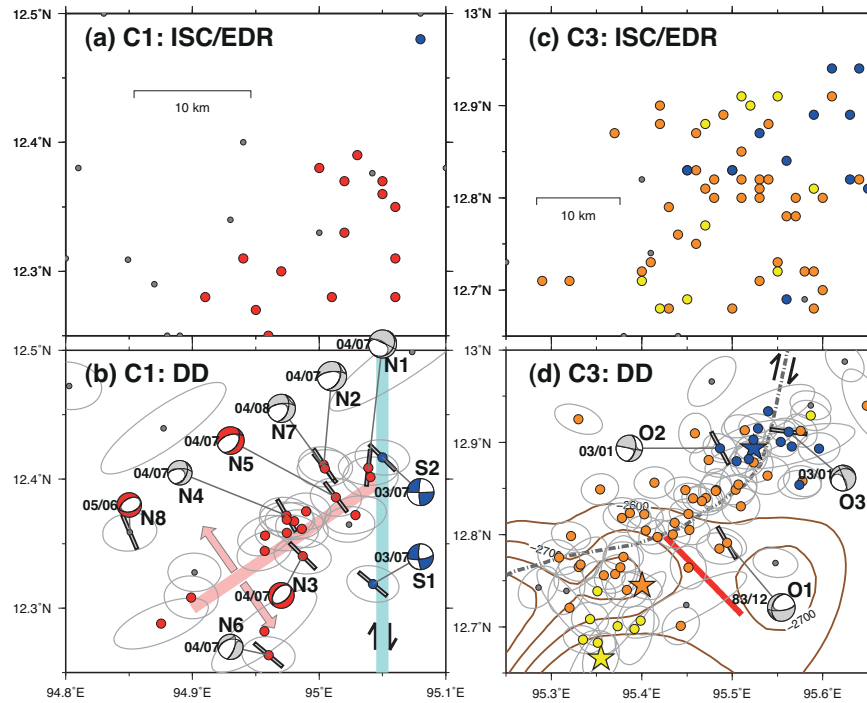 12.5˚N
(a) C1: ISC/EDR
10 km
12.4˚N
12.3˚N
13˚N
(c) C3: ISC/EDR
12.9˚N
12.8˚N
10 km
12.7˚N
12.5˚N
(b) C1: DD
04/07
N1
04/07
N2
04/08
N7
04/07
N5
12.4˚N
04/07
N4
S2
03/07
05/06
N8
03/07
S1
12.3˚N
N3
04/07
N6
04/07
94.8˚E
94.9˚E
95˚E
95.1˚E
13˚N
(d) C3: DD
O2
03/01
12.9˚N
03/01
O3
−2600
12.8˚N
−2700
83/12
O1
−2700
12.7˚N
95.3˚E
95.4˚E
95.5˚E
95.6˚E